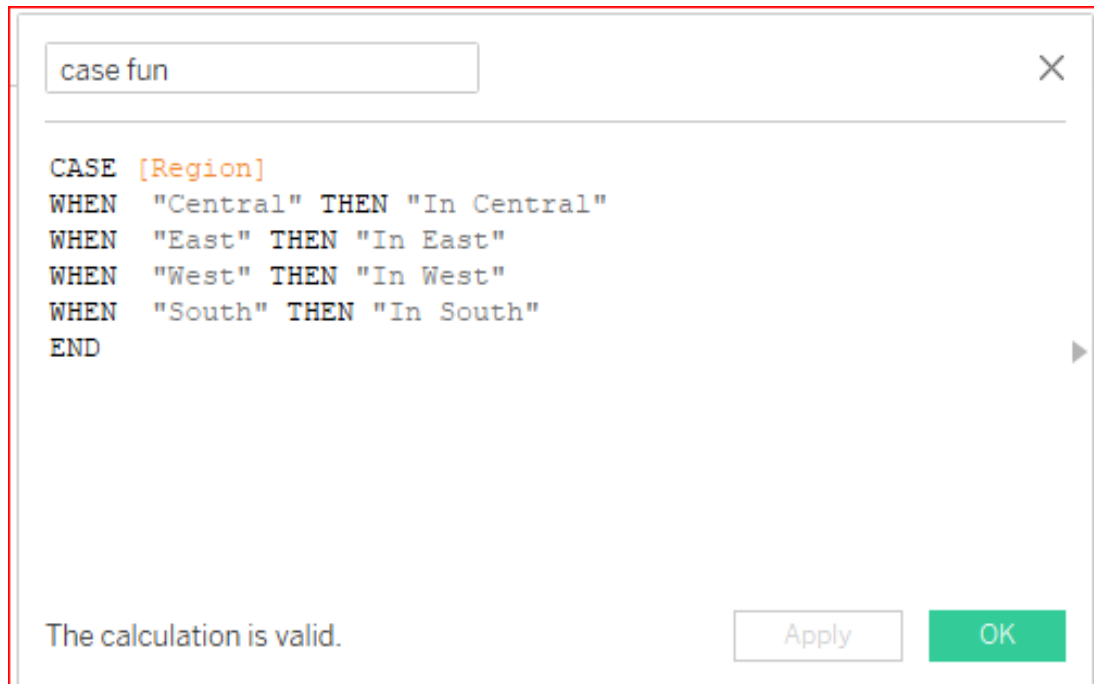 case fun
CASE [Region]
WHEN  "Central" THEN "In Central"
WHEN  "East" THEN "In East"
WHEN  "West" THEN "In West"
WHEN  "South" THEN "In South"
END
The calculation is valid.
Apply
OK